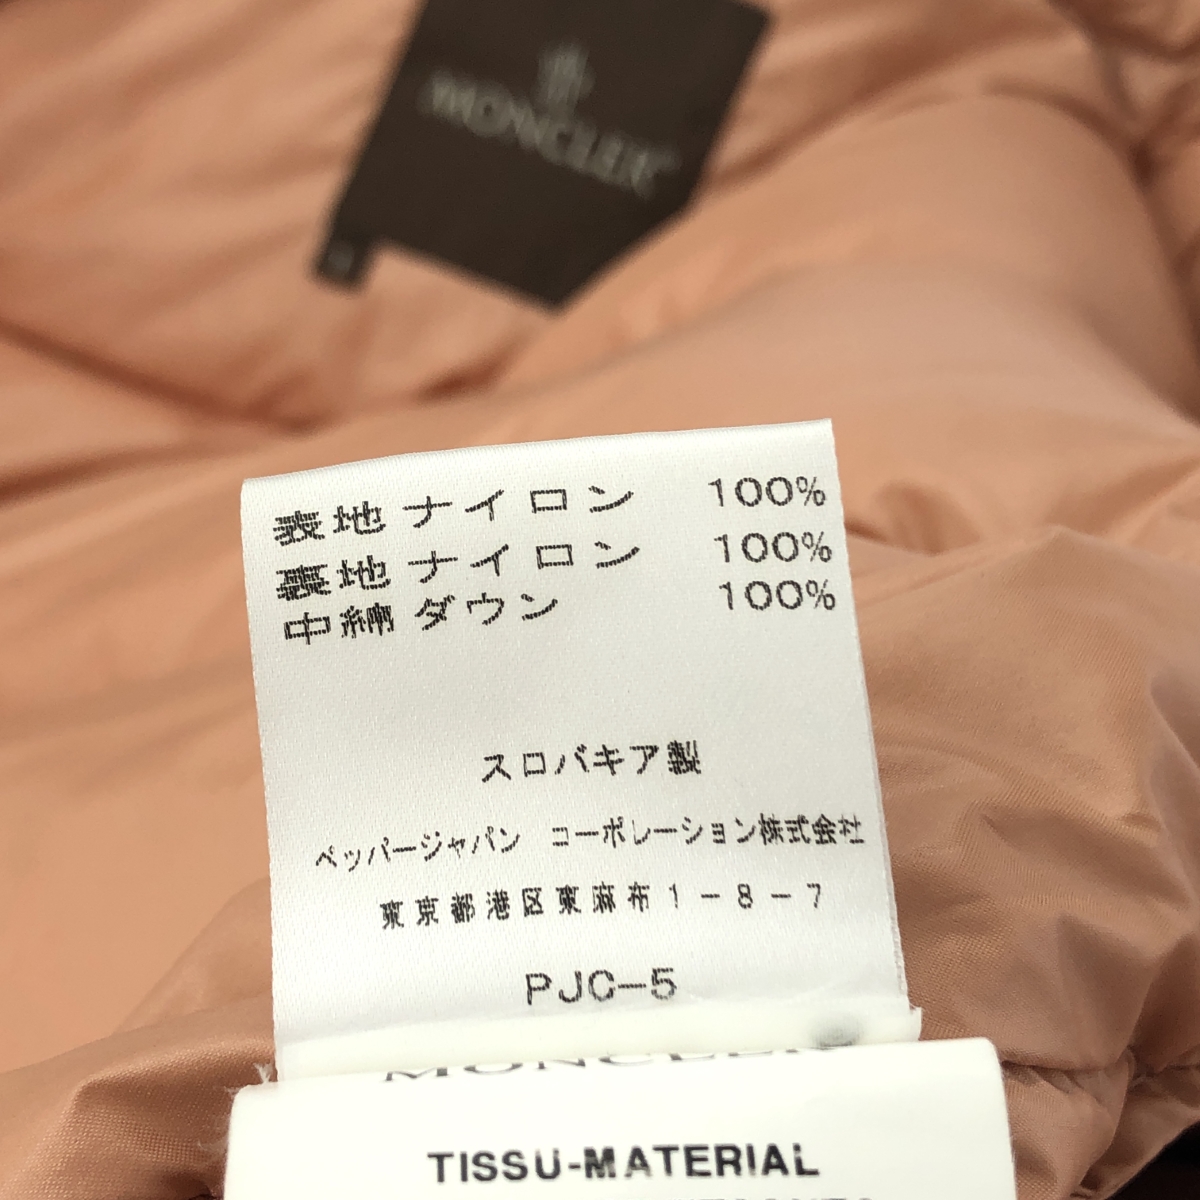 MONCLER
表地 ナイロン 100%
裏地 ナイロン 100%
中綿 ダウン 100%
スロバキア製
ペッパージャパン コーポレーション株式会社
東京都港区東麻布1-8-7
PJC-5
MONCLER
TISSU-MATERIAL